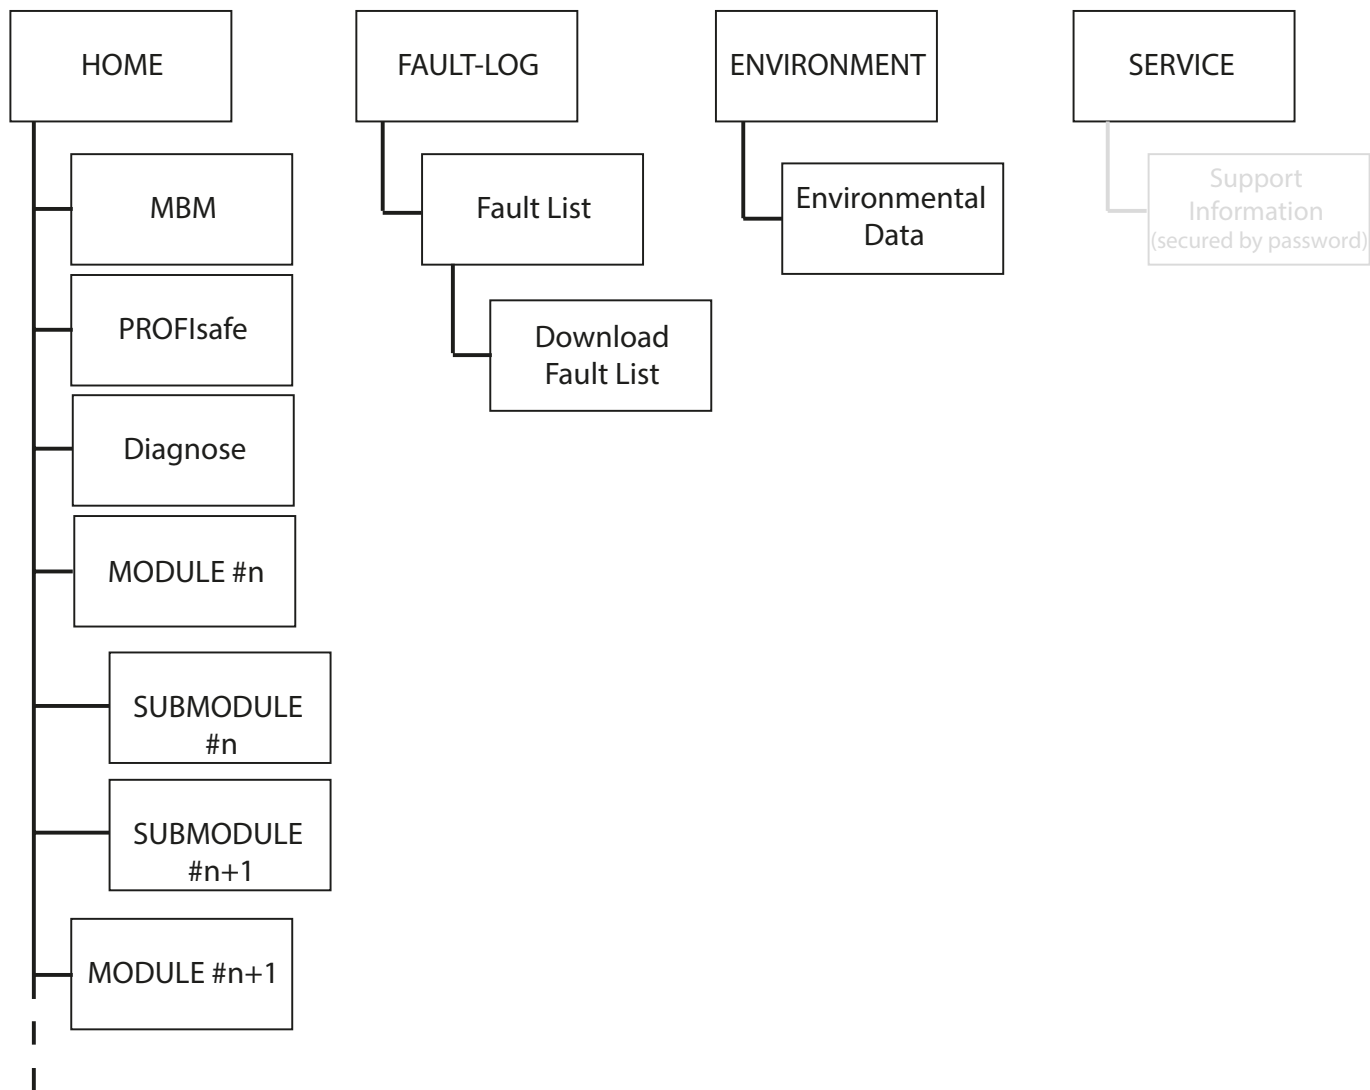 HOME
FAULT-LOG
ENVIRONMENT
SERVICE
MBM
PROFIsafe
Diagnose
MODULE #n
SUBMODULE
#n
SUBMODULE
#n+1
MODULE #n+1
Fault List
Download
Fault List
Environmental
Data
Support
Information
(secured by password)